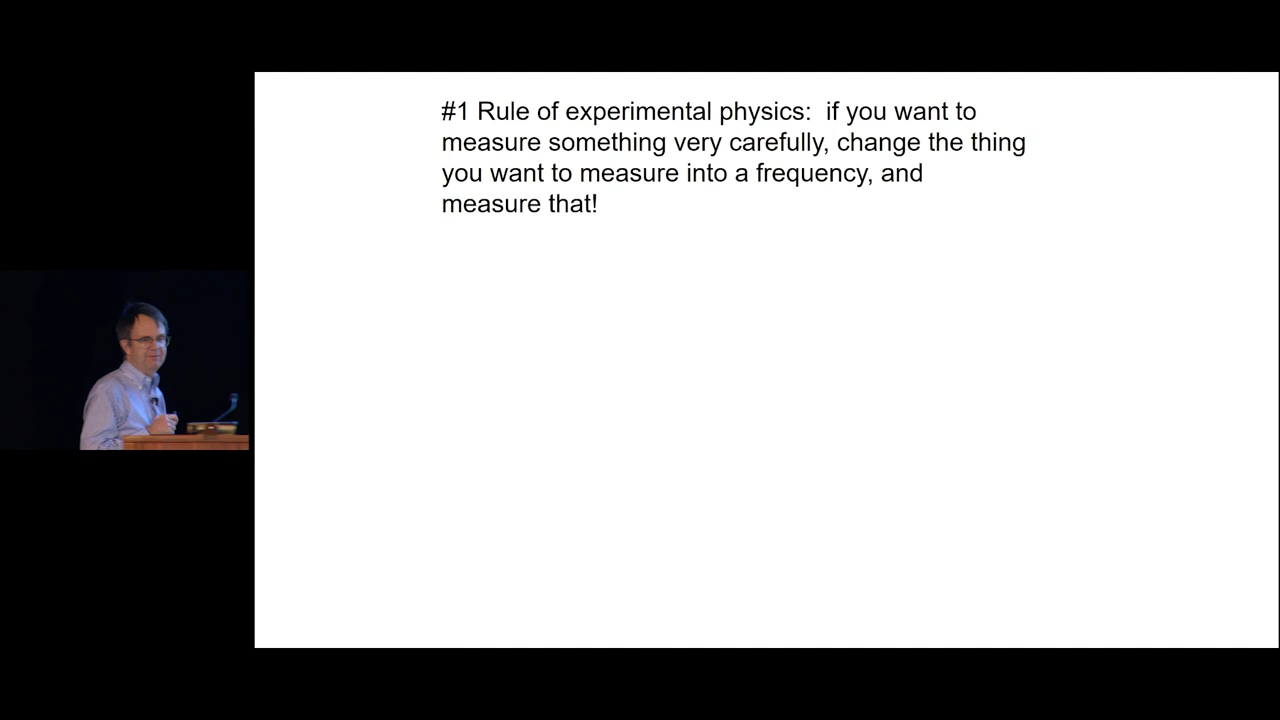 #1 Rule of experimental physics:  if you want to
measure something very carefully, change the thing
you want to measure into a frequency, and
measure that!